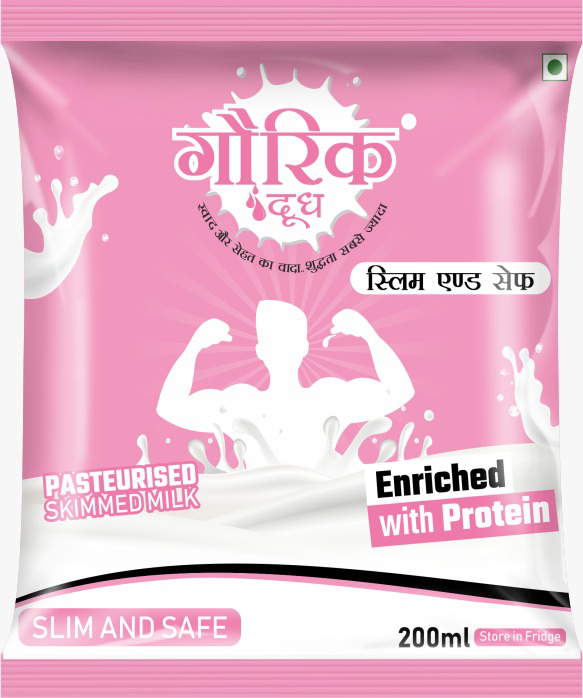 गौरिक
दूध
स्वाद और सेहत का वादा..शुद्धता सबसे ज्यादा
स्लिम एण्ड सेफ
PASTEURISED
SKIMMED MILK
Enriched
with Protein
SLIM AND SAFE
200ml Store in Fridge